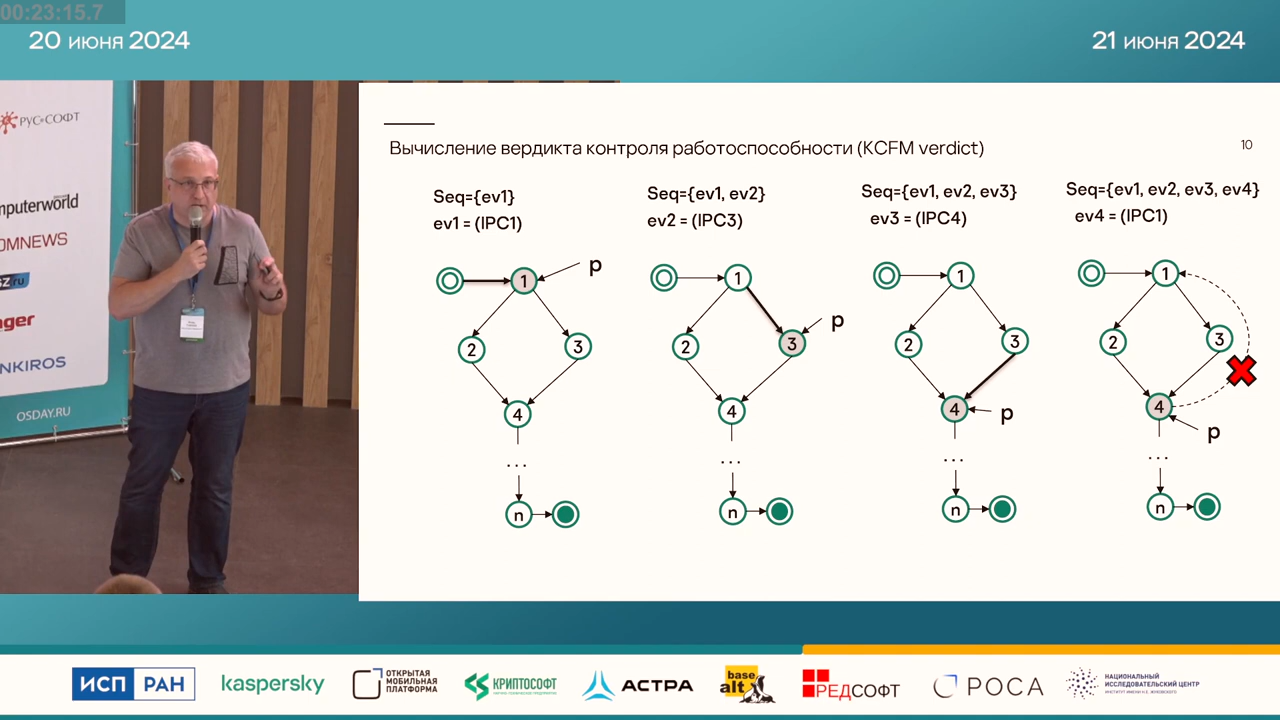 00:23:15.7
20 июня 2024
21 июня 2024
РУССОФТ
mputerworld
OMNEWS
sz.ru
ager
NKIROS
OSDAY.RU
Вычисление вердикта контроля работоспособности (KCFM verdict)
10
Seq={ev1}
ev1 = (IPC1)
p
1
2
3
4
...
n
Seq={ev1, ev2}
ev2 = (IPC3)
p
1
2
3
4
...
n
Seq={ev1, ev2, ev3}
ev3 = (IPC4)
p
1
2
3
4
...
n
Seq={ev1, ev2, ev3, ev4}
ev4 = (IPC1)
p
1
2
3
4
...
n
ИСП РАН
kaspersky
ОТКРЫТАЯ
МОБИЛЬНАЯ
ПЛАТФОРМА
КРИПТОСОФТ
АСТРА
base
alt
РЕДСОФТ
РОСА
НАЦИОНАЛЬНЫЙ
ИССЛЕДОВАТЕЛЬСКИЙ ЦЕНТР